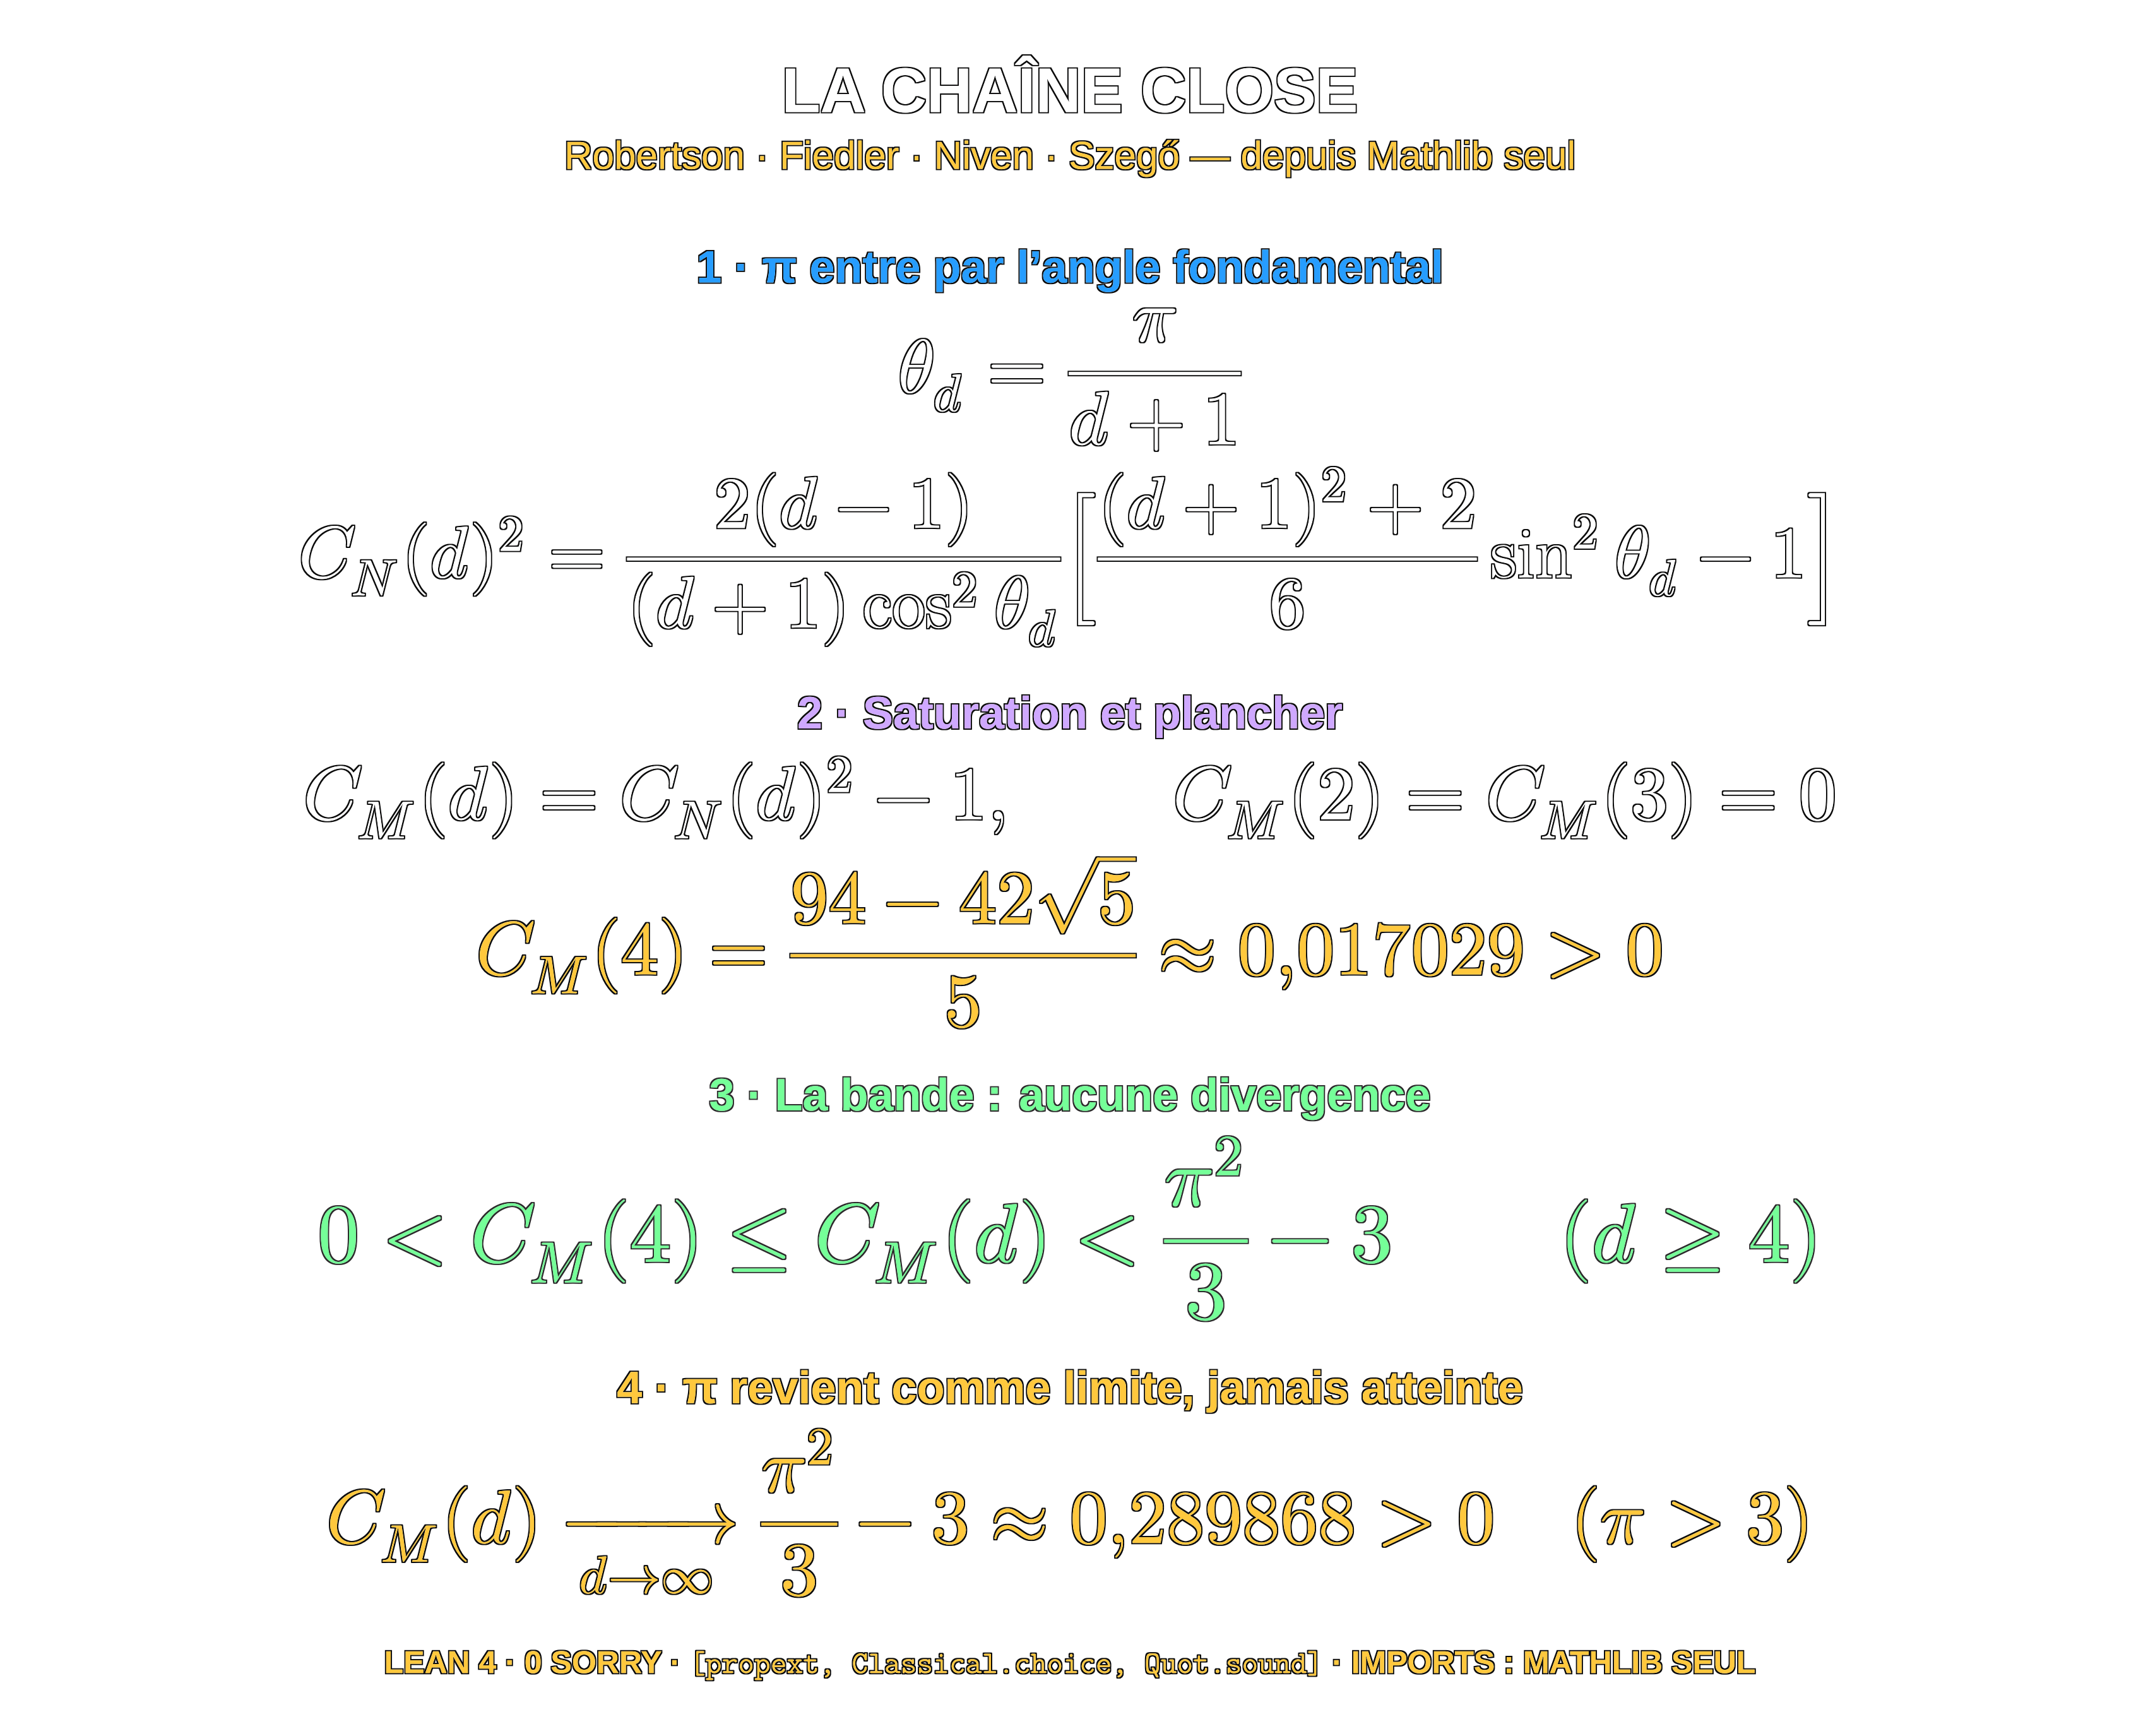 LA CHAÎNE CLOSE
Robertson · Fiedler · Niven · Szegő — depuis Mathlib seul
1 · π entre par l’angle fondamental
θ_d = π/(d + 1)
C_N(d)² = 2(d − 1)/((d + 1) cos² θ_d) [((d + 1)² + 2)/6 sin² θ_d − 1]
2 · Saturation et plancher
C_M(d) = C_N(d)² − 1, C_M(2) = C_M(3) = 0
C_M(4) = (94 − 42√5)/5 ≈ 0,017029 > 0
3 · La bande : aucune divergence
0 < C_M(4) ≤ C_M(d) < π²/3 − 3 (d ≥ 4)
4 · π revient comme limite, jamais atteinte
C_M(d) ⟶_{d→∞} π²/3 − 3 ≈ 0,289868 > 0 (π > 3)
LEAN 4 · 0 SORRY · [propext, Classical.choice, Quot.sound] · IMPORTS : MATHLIB SEUL